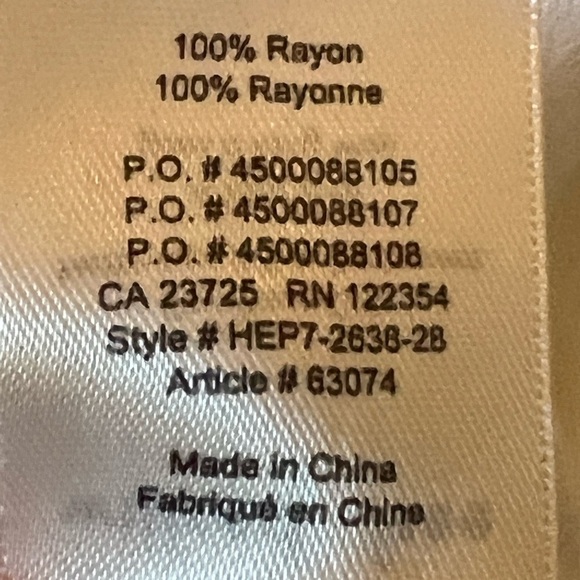 100% Rayon
100% Rayonne
P.O. # 4500088105
P.O. # 4500088107
P.O. # 4500088108
CA 23725 RN 122354
Style # HEP7-2636-28
Article # 63074
Made in China
Fabriqué en Chine